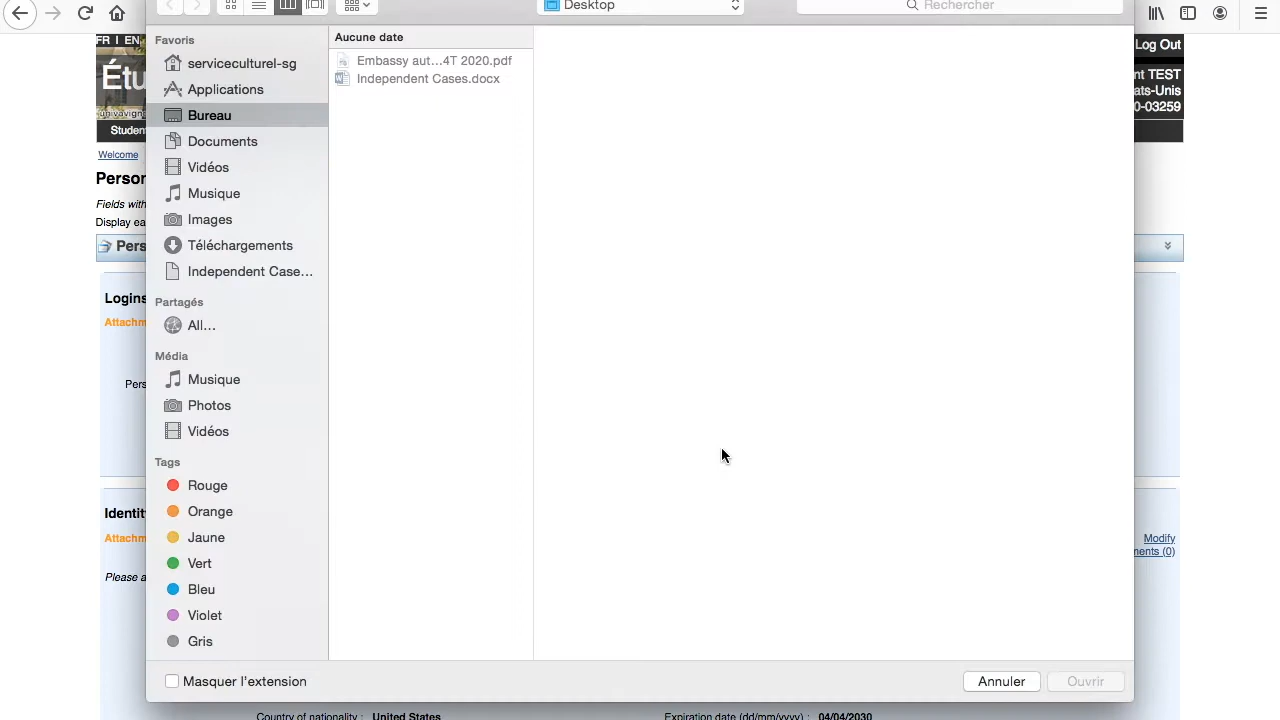 Desktop
Rechercher
Favoris
serviceculturel-sg
Applications
Bureau
Documents
Vidéos
Musique
Images
Téléchargements
Independent Case...
Partagés
All...
Média
Musique
Photos
Vidéos
Tags
Rouge
Orange
Jaune
Vert
Bleu
Violet
Gris
Aucune date
Embassy aut...4T 2020.pdf
Independent Cases.docx
Masquer l'extension
Annuler
Ouvrir
FR | EN
Étu
univavign
Studen
Welcome
Person
Fields with
Display ea
Pers
Logins
Attachm
Pers
Identit
Attachm
Please a
Log Out
nt TEST
ats-Unis
0-03259
Modify
ments (0)
Country of nationality : United States
Expiration date (dd/mm/yyyy) : 04/04/2030